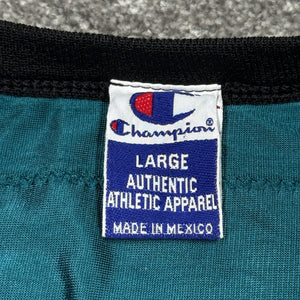 Champion
LARGE
AUTHENTIC
ATHLETIC APPAREL
MADE IN MEXICO